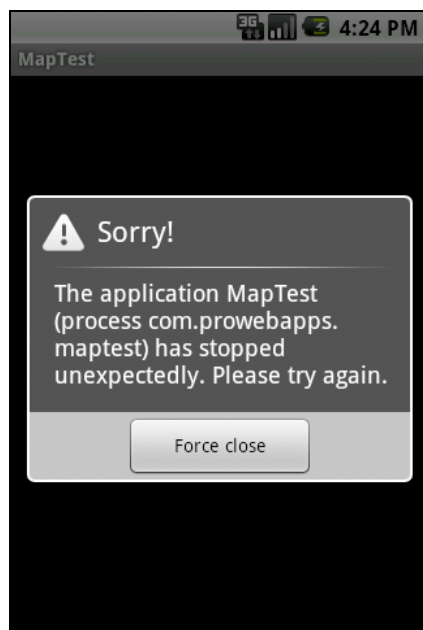 3G 4:24 PM
MapTest
Sorry!
The application MapTest
(process com.prowebapps.
maptest) has stopped
unexpectedly. Please try again.
Force close